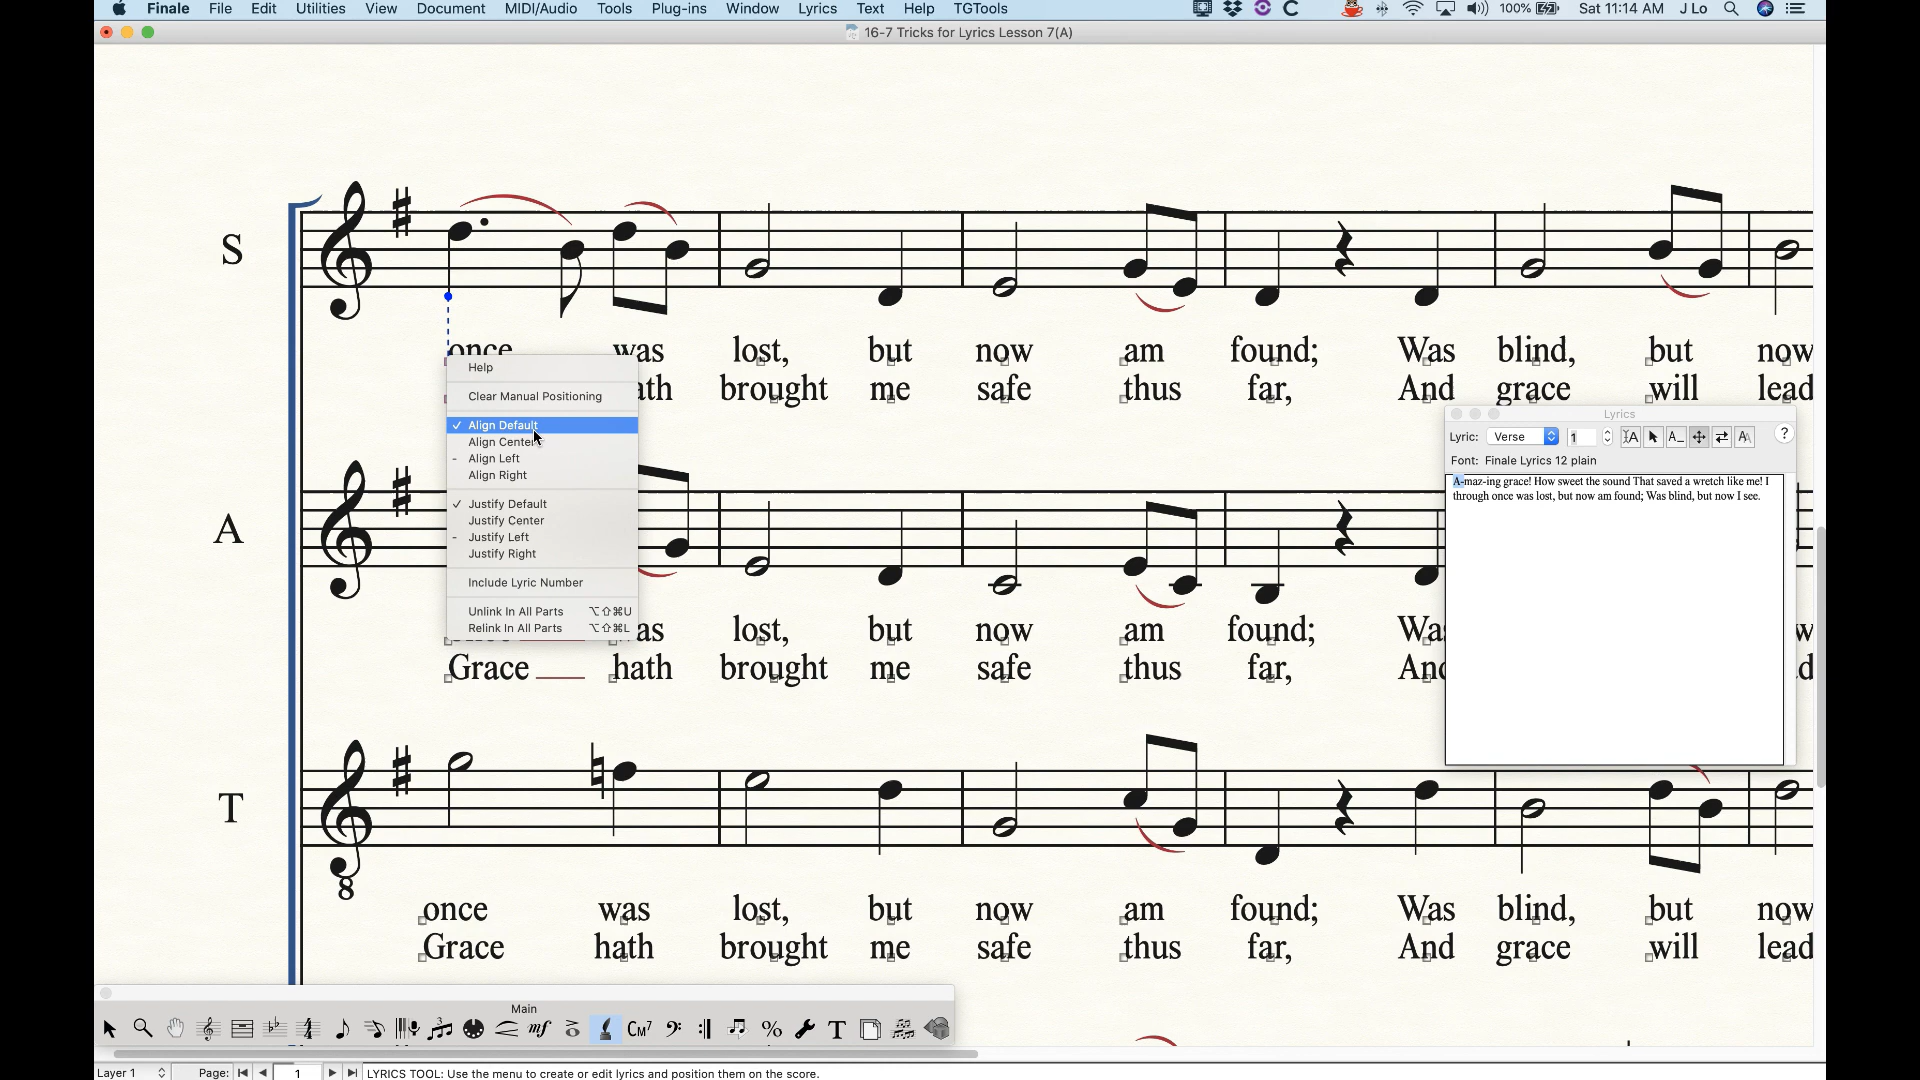 Finale File Edit Utilities View Document MIDI/Audio Tools Plug-ins Window Lyrics Text Help TGTools 100% Sat 11:14 AM J Lo
16-7 Tricks for Lyrics Lesson 7(A)
S
once was lost, but now am found; Was blind, but now
ath brought me safe thus far, And grace will lead
Help
Clear Manual Positioning
✓ Align Default
Align Center
- Align Left
Align Right
✓ Justify Default
Justify Center
- Justify Left
Justify Right
Include Lyric Number
Unlink In All Parts ⌥⇧⌘U
Relink In All Parts ⌥⇧⌘L
Lyrics
Lyric: Verse 1 ?
Font: Finale Lyrics 12 plain
A-maz-ing grace! How sweet the sound That saved a wretch like me! I
through once was lost, but now am found; Was blind, but now I see.
A
as lost, but now am found; Wa
Grace hath brought me safe thus far, And
T
8
once was lost, but now am found; Was blind, but now
Grace hath brought me safe thus far, And grace will lead
Main
mf CM7 % T
Layer 1 Page: 1 LYRICS TOOL: Use the menu to create or edit lyrics and position them on the score.